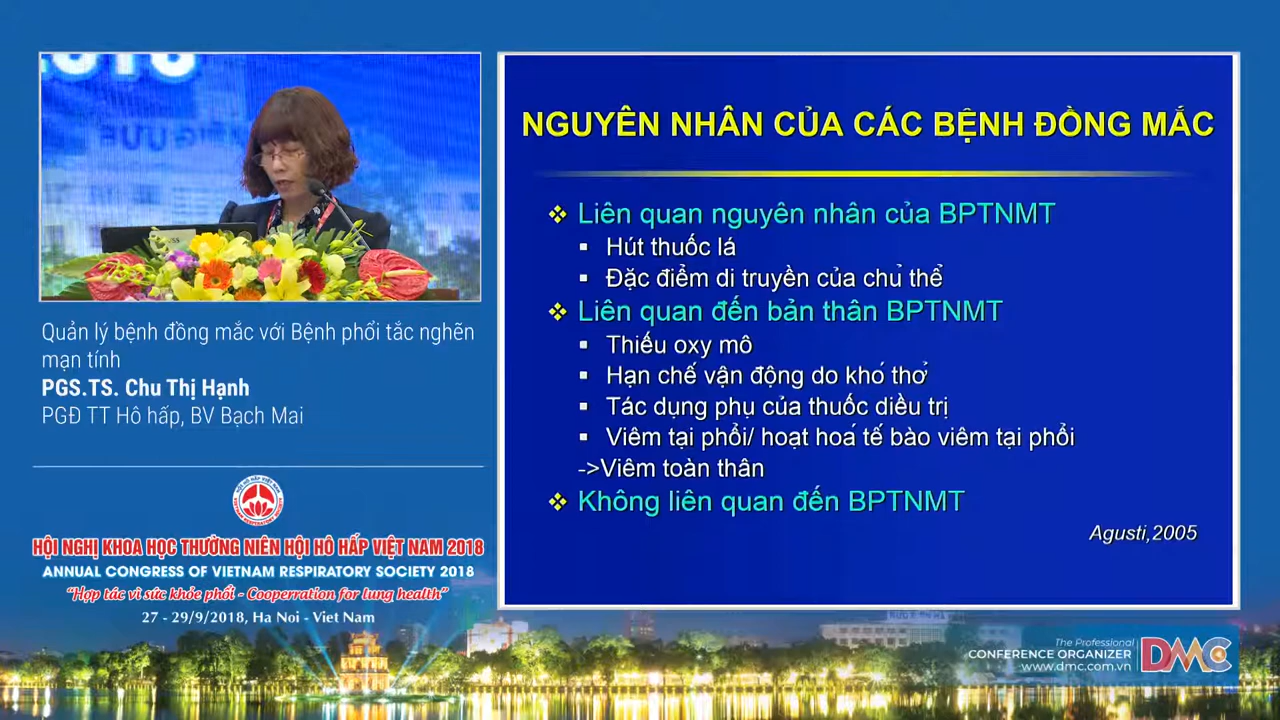 2018
Quản lý bệnh đồng mắc với Bệnh phổi tắc nghẽn
mạn tính
PGS.TS. Chu Thị Hạnh
PGĐ TT Hô hấp, BV Bạch Mai
HỘI NGHỊ KHOA HỌC THƯỜNG NIÊN HỘI HÔ HẤP VIỆT NAM 2018
ANNUAL CONGRESS OF VIETNAM RESPIRATORY SOCIETY 2018
“Hợp tác vì sức khỏe phổi - Cooperration for lung health”
27 - 29/9/2018, Ha Noi - Viet Nam
NGUYÊN NHÂN CỦA CÁC BỆNH ĐỒNG MẮC
❖ Liên quan nguyên nhân của BPTNMT
▪ Hút thuốc lá
▪ Đặc điểm di truyền của chủ thể
❖ Liên quan đến bản thân BPTNMT
▪ Thiếu oxy mô
▪ Hạn chế vận động do khó thở
▪ Tác dụng phụ của thuốc diều trị
▪ Viêm tại phổi/ hoạt hoá tế bào viêm tại phổi
->Viêm toàn thân
❖ Không liên quan đến BPTNMT
Agusti,2005
The Professional
CONFERENCE ORGANIZER
www.dmc.com.vn
DMC